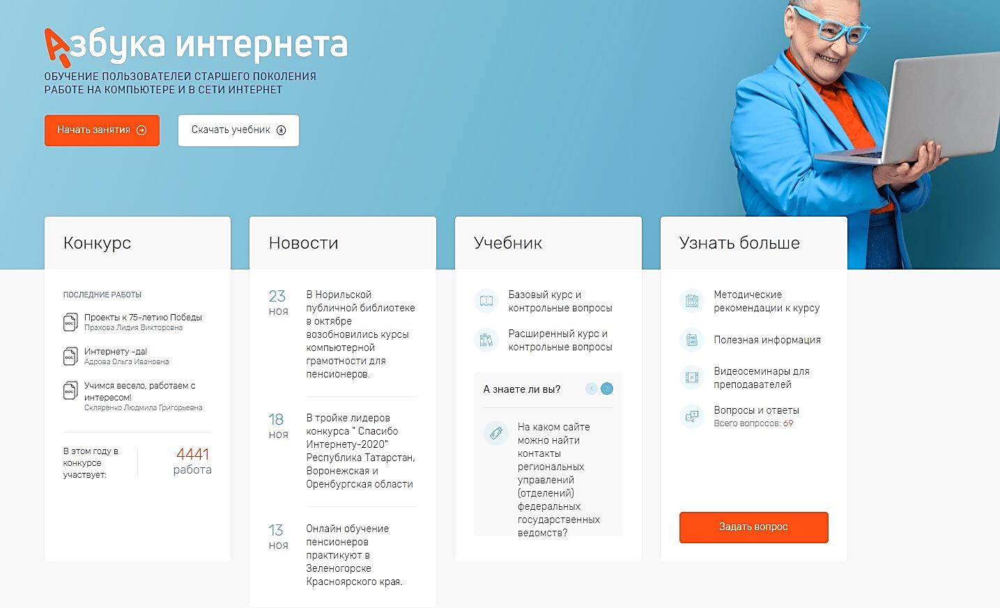 Азбука интернета
ОБУЧЕНИЕ ПОЛЬЗОВАТЕЛЕЙ СТАРШЕГО ПОКОЛЕНИЯ
РАБОТЕ НА КОМПЬЮТЕРЕ И В СЕТИ ИНТЕРНЕТ
Начать занятия
Скачать учебник
Конкурс
ПОСЛЕДНИЕ РАБОТЫ
DOC
Проекты к 75-летию Победы
Прахова Лидия Викторовна
DOC
Интернету -да!
Адрова Ольга Ивановна
DOC
Учимся весело, работаем с
интересом!
Скляренко Людмила Григорьевна
В этом году в
конкурсе
участвует:
4441
работа
Новости
23
ноя
В Норильской
публичной библиотеке
в октябре
возобновились курсы
компьютерной
грамотности для
пенсионеров.
18
ноя
В тройке лидеров
конкурса " Спасибо
Интернету-2020"
Республика Татарстан,
Воронежская и
Оренбургская области
13
ноя
Онлайн обучение
пенсионеров
практикуют в
Зеленогорске
Красноярского края.
Учебник
Базовый курс и
контрольные вопросы
Расширенный курс и
контрольные вопросы
А знаете ли вы?
На каком сайте
можно найти
контакты
региональных
управлений
(отделений)
федеральных
государственных
ведомств?
Узнать больше
Методические
рекомендации к курсу
Полезная информация
Видеосеминары для
преподавателей
Вопросы и ответы
Всего вопросов: 69
Задать вопрос